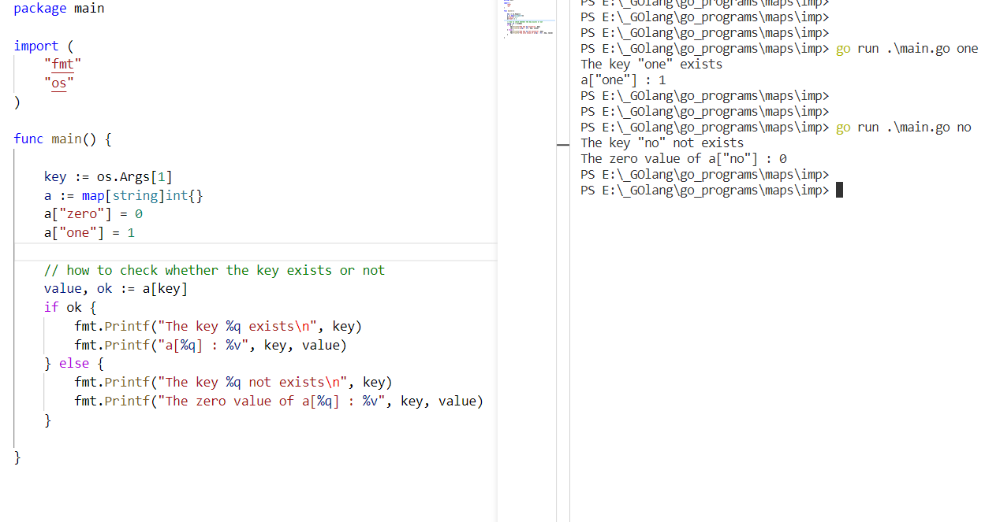 package main
import (
"fmt"
"os"
)
func main() {
key := os.Args[1]
a := map[string]int{}
a["zero"] = 0
a["one"] = 1
// how to check whether the key exists or not
value, ok := a[key]
if ok {
fmt.Printf("The key %q exists\n", key)
fmt.Printf("a[%q] : %v", key, value)
} else {
fmt.Printf("The key %q not exists\n", key)
fmt.Printf("The zero value of a[%q] : %v", key, value)
}
}
PS E:\_GOlang\go_programs\maps\imp>
PS E:\_GOlang\go_programs\maps\imp>
PS E:\_GOlang\go_programs\maps\imp>
PS E:\_GOlang\go_programs\maps\imp> go run .\main.go one
The key "one" exists
a["one"] : 1
PS E:\_GOlang\go_programs\maps\imp>
PS E:\_GOlang\go_programs\maps\imp>
PS E:\_GOlang\go_programs\maps\imp> go run .\main.go no
The key "no" not exists
The zero value of a["no"] : 0
PS E:\_GOlang\go_programs\maps\imp>
PS E:\_GOlang\go_programs\maps\imp>